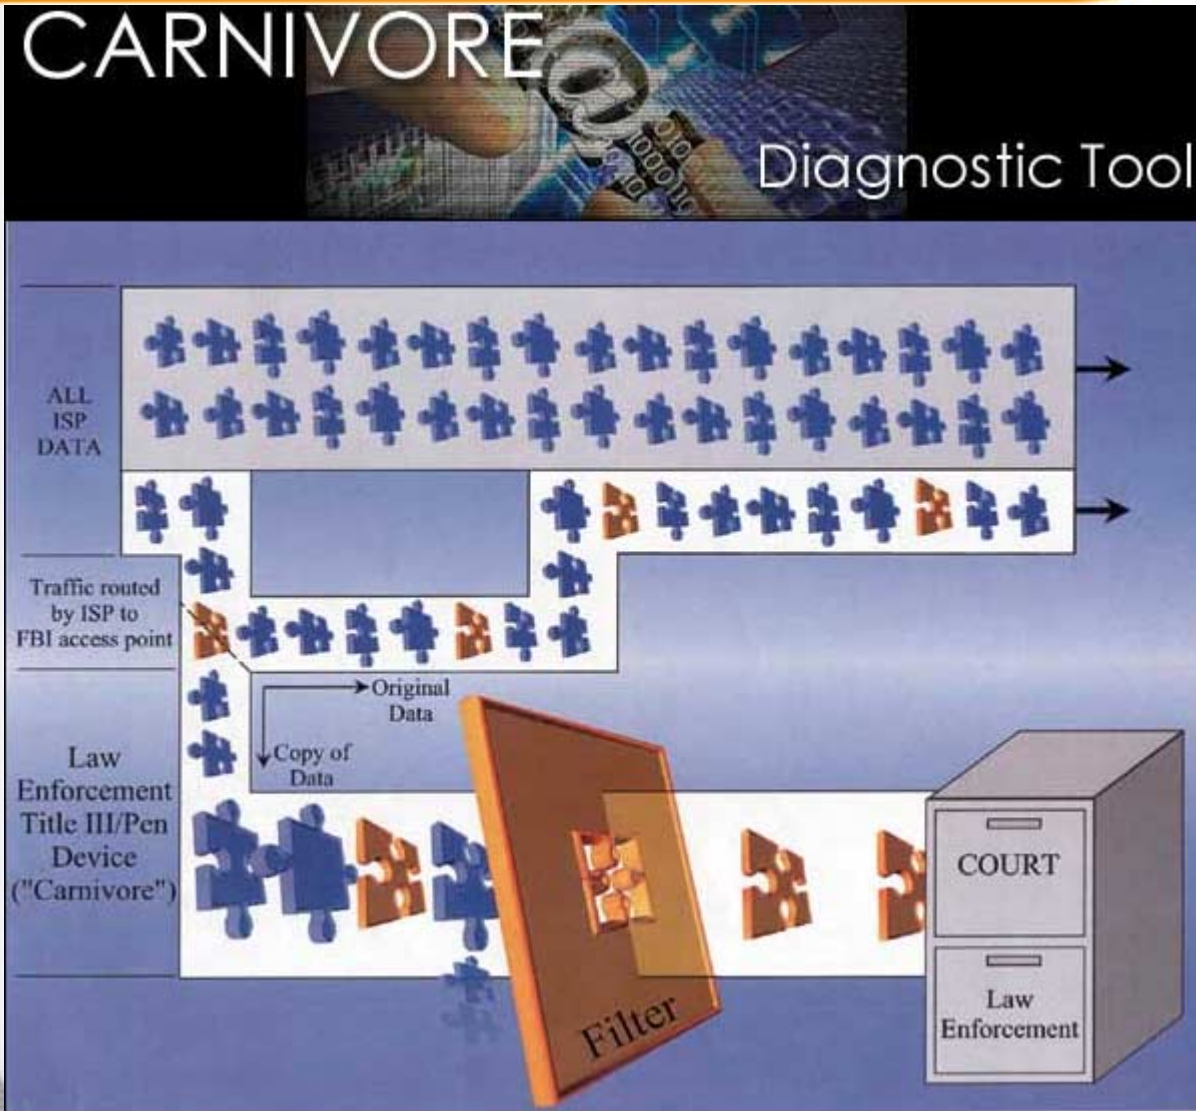 CARNIVORE
Diagnostic Tool
ALL
ISP
DATA
Traffic routed
by ISP to
FBI access point
Original
Data
Copy of
Data
Law
Enforcement
Title III/Pen
Device
("Carnivore")
Filter
COURT
Law
Enforcement